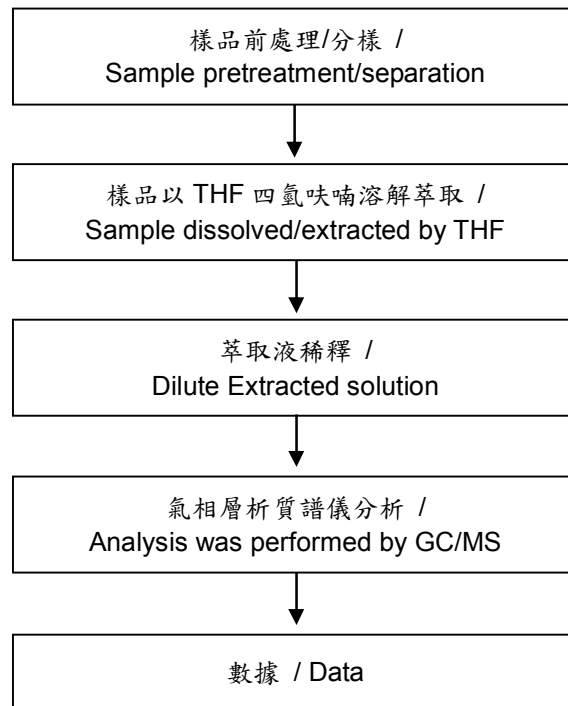 樣品前處理/分樣 /
Sample pretreatment/separation
樣品以 THF 四氫呋喃溶解萃取 /
Sample dissolved/extracted by THF
萃取液稀釋 /
Dilute Extracted solution
氣相層析質譜儀分析 /
Analysis was performed by GC/MS
數據 / Data